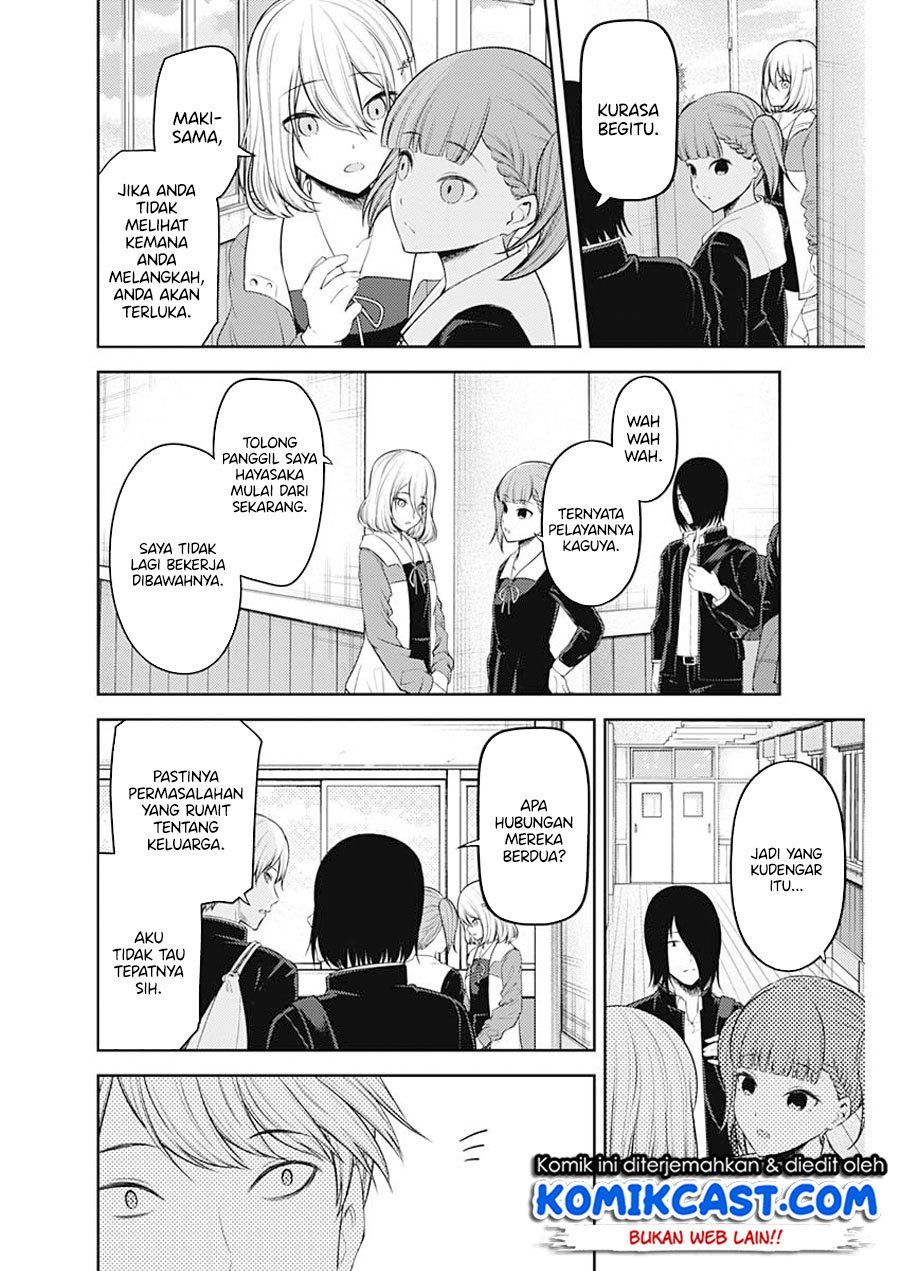 KURASA
BEGITU.
MAKI-
SAMA,
JIKA ANDA
TIDAK
MELIHAT
KEMANA
ANDA
MELANGKAH,
ANDA AKAN
TERLUKA.
WAH
WAH
WAH.
TERNYATA
PELAYANNYA
KAGUYA.
TOLONG
PANGGIL SAYA
HAYASAKA
MULAI DARI
SEKARANG.
SAYA TIDAK
LAGI BEKERJA
DIBAWAHNYA.
JADI YANG
KUDENGAR
ITU...
APA
HUBUNGAN
MEREKA
BERDUA?
PASTINYA
PERMASALAHAN
YANG RUMIT
TENTANG
KELUARGA.
AKU
TIDAK TAU
TEPATNYA
SIH.
Komik ini diterjemahkan & diedit oleh
KOMIKCAST.COM
BUKAN WEB LAIN!!